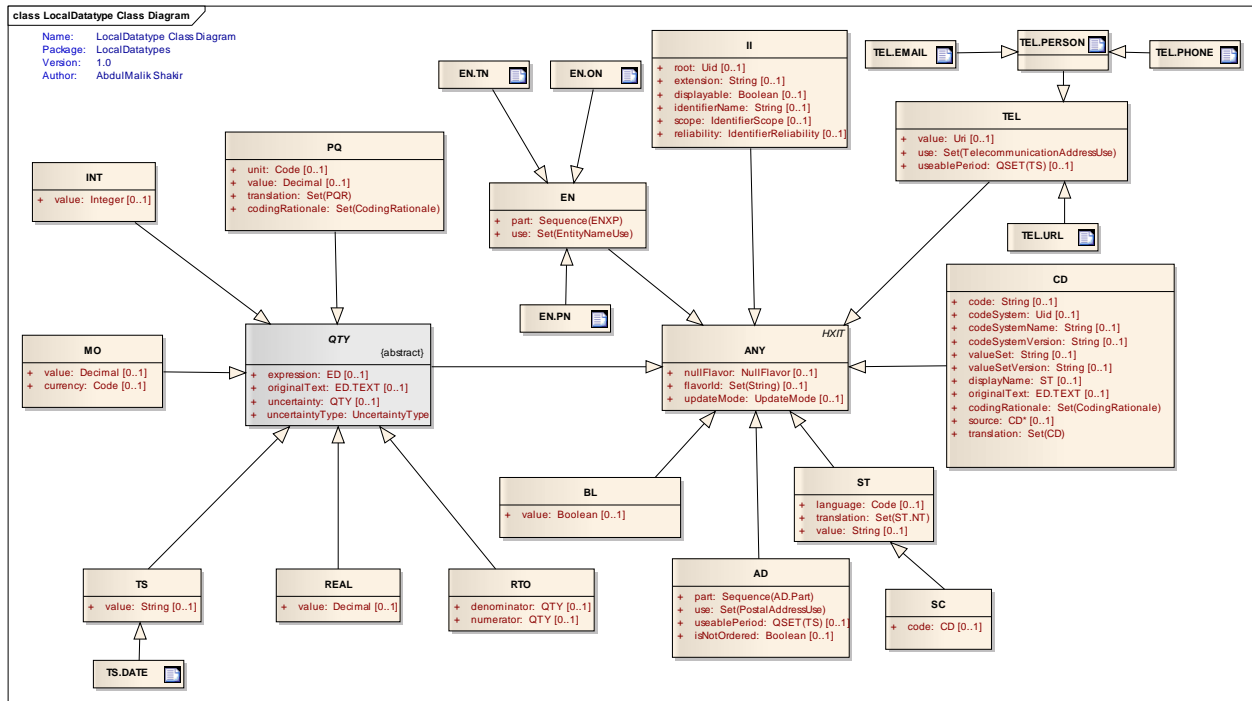 class LocalDatatype Class Diagram
Name: LocalDatatype Class Diagram
Package: LocalDatatypes
Version: 1.0
Author: AbdulMalik Shakir
EN.TN
EN.ON
II
+ root: Uid [0..1]
+ extension: String [0..1]
+ displayable: Boolean [0..1]
+ identifierName: String [0..1]
+ scope: IdentifierScope [0..1]
+ reliability: IdentifierReliability [0..1]
TEL.EMAIL
TEL.PERSON
TEL.PHONE
TEL
+ value: Uri [0..1]
+ use: Set(TelecommunicationAddressUse)
+ useablePeriod: QSET(TS) [0..1]
TEL.URL
PQ
+ unit: Code [0..1]
+ value: Decimal [0..1]
+ translation: Set(PQR)
+ codingRationale: Set(CodingRationale)
INT
+ value: Integer [0..1]
EN
+ part: Sequence(ENXP)
+ use: Set(EntityNameUse)
EN.PN
CD
+ code: String [0..1]
+ codeSystem: Uid [0..1]
+ codeSystemName: String [0..1]
+ codeSystemVersion: String [0..1]
+ valueSet: String [0..1]
+ valueSetVersion: String [0..1]
+ displayName: ST [0..1]
+ originalText: ED.TEXT [0..1]
+ codingRationale: Set(CodingRationale)
+ source: CD* [0..1]
+ translation: Set(CD)
MO
+ value: Decimal [0..1]
+ currency: Code [0..1]
QTY
{abstract}
+ expression: ED [0..1]
+ originalText: ED.TEXT [0..1]
+ uncertainty: QTY [0..1]
+ uncertaintyType: UncertaintyType
HXIT
ANY
+ nullFlavor: NullFlavor [0..1]
+ flavorId: Set(String) [0..1]
+ updateMode: UpdateMode [0..1]
BL
+ value: Boolean [0..1]
ST
+ language: Code [0..1]
+ translation: Set(ST.NT)
+ value: String [0..1]
TS
+ value: String [0..1]
TS.DATE
REAL
+ value: Decimal [0..1]
RTO
+ denominator: QTY [0..1]
+ numerator: QTY [0..1]
AD
+ part: Sequence(AD.Part)
+ use: Set(PostalAddressUse)
+ useablePeriod: QSET(TS) [0..1]
+ isNotOrdered: Boolean [0..1]
SC
+ code: CD [0..1]